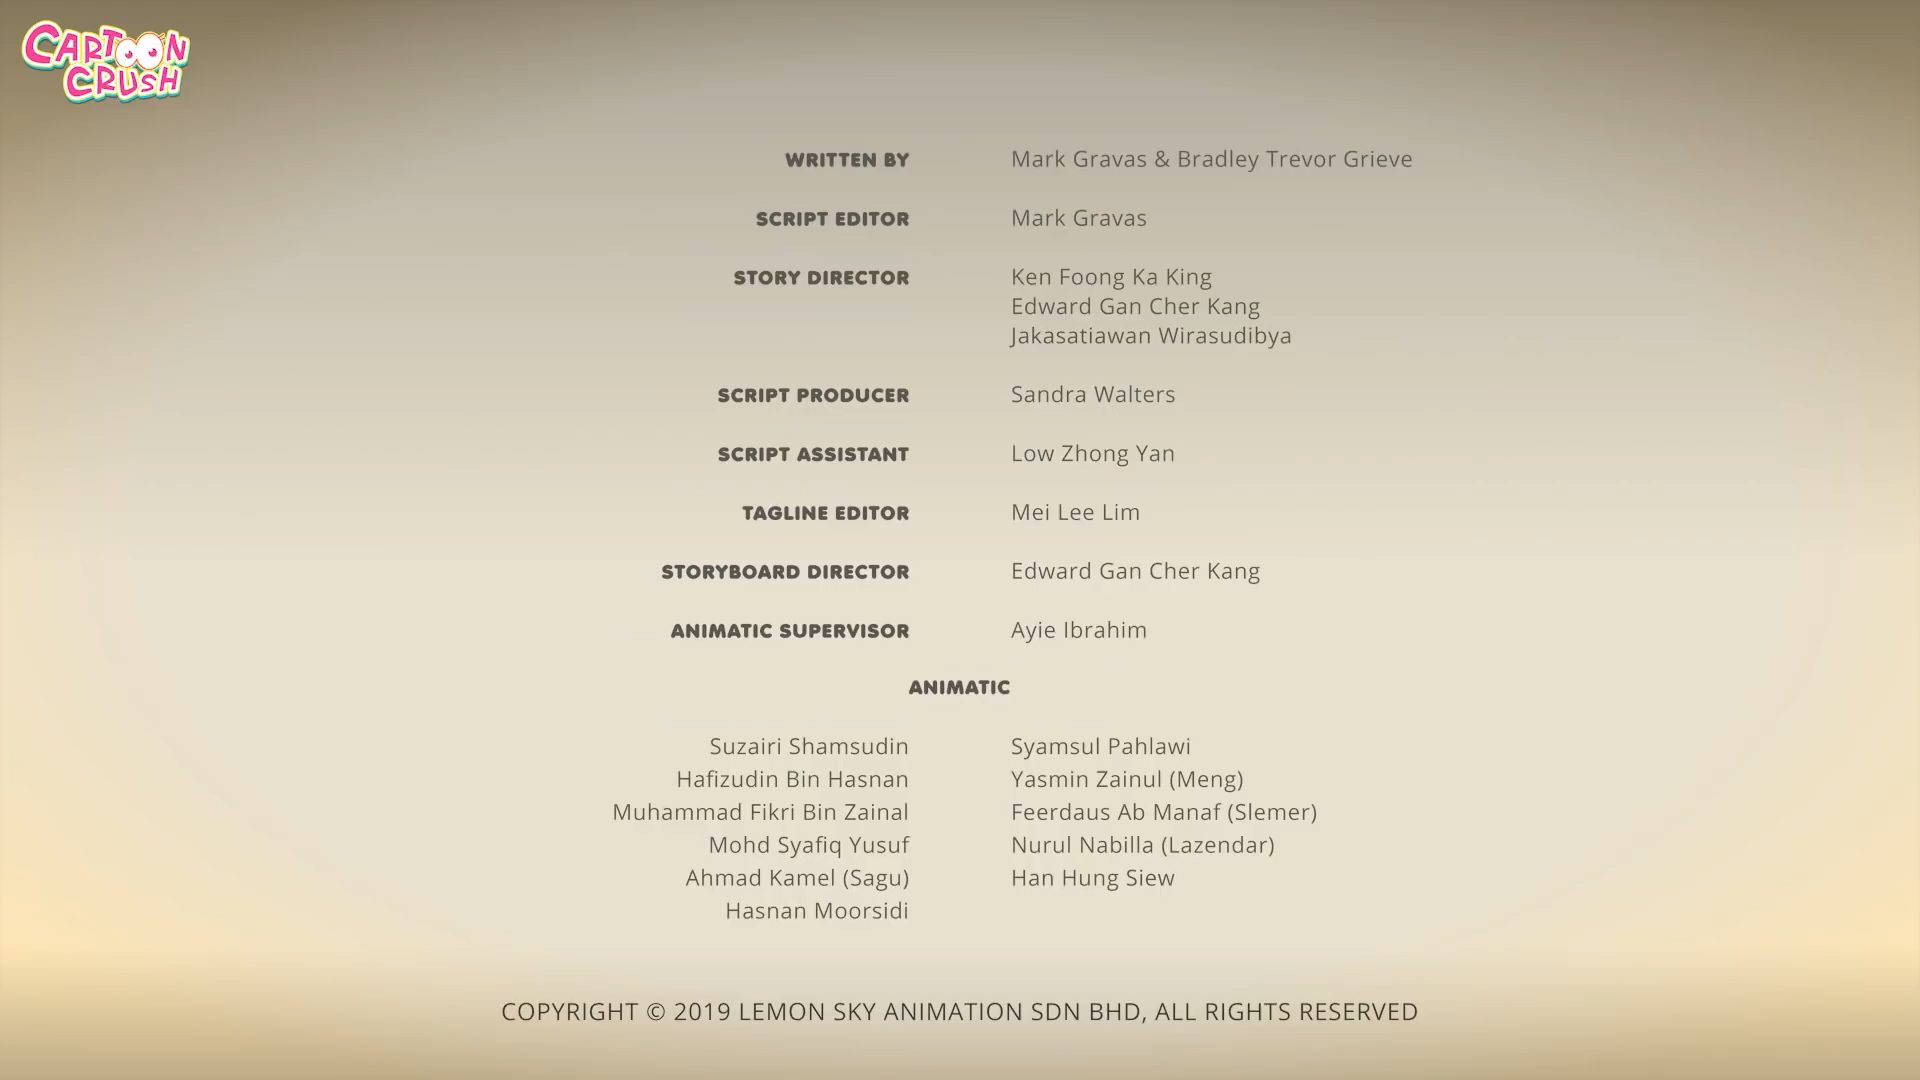 CARTOON
CRUSH
WRITTEN BY Mark Gravas & Bradley Trevor Grieve
SCRIPT EDITOR Mark Gravas
STORY DIRECTOR Ken Foong Ka King
Edward Gan Cher Kang
Jakasatiawan Wirasudibya
SCRIPT PRODUCER Sandra Walters
SCRIPT ASSISTANT Low Zhong Yan
TAGLINE EDITOR Mei Lee Lim
STORYBOARD DIRECTOR Edward Gan Cher Kang
ANIMATIC SUPERVISOR Ayie Ibrahim
ANIMATIC
Suzairi Shamsudin Syamsul Pahlawi
Hafizudin Bin Hasnan Yasmin Zainul (Meng)
Muhammad Fikri Bin Zainal Feerdaus Ab Manaf (Slemer)
Mohd Syafiq Yusuf Nurul Nabilla (Lazendar)
Ahmad Kamel (Sagu) Han Hung Siew
Hasnan Moorsidi
COPYRIGHT © 2019 LEMON SKY ANIMATION SDN BHD, ALL RIGHTS RESERVED